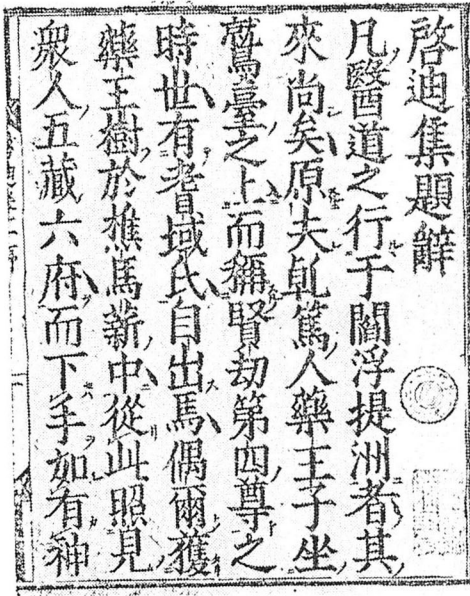 啓迪集題辭
凡醫道之行于閻浮提洲者其
來尚矣原夫乹篤人藥王子坐
鷲臺之上而稱賢劫第四尊之
時世有耆域氏自出馬偶爾獲
藥王樹於樵馬薪中從此照見
衆人五藏六府而下手如有神